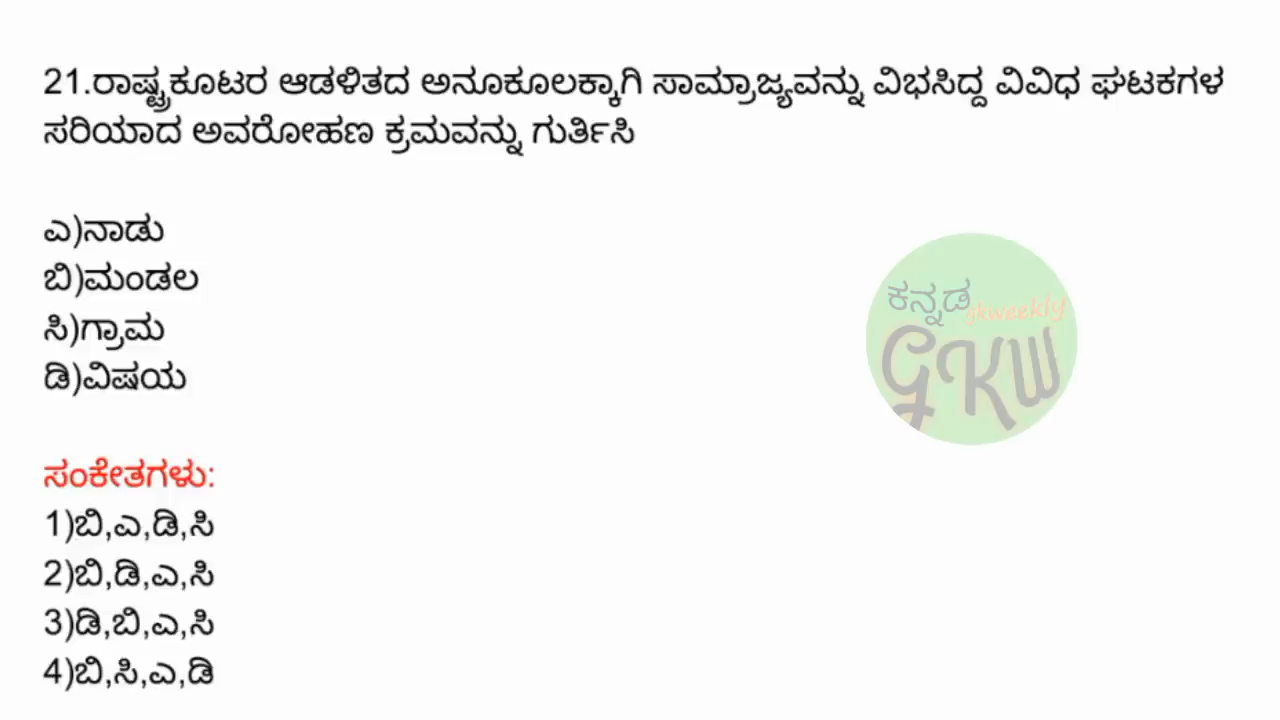 21.ರಾಷ್ಟ್ರಕೂಟರ ಆಡಳಿತದ ಅನೂಕೂಲಕ್ಕಾಗಿ ಸಾಮ್ರಾಜ್ಯವನ್ನು ವಿಭಸಿದ್ದ ವಿವಿಧ ಘಟಕಗಳ
ಸರಿಯಾದ ಅವರೋಹಣ ಕ್ರಮವನ್ನು ಗುರ್ತಿಸಿ
ಎ)ನಾಡು
ಬಿ)ಮಂಡಲ
ಸಿ)ಗ್ರಾಮ
ಡಿ)ವಿಷಯ
ಕನ್ನಡ
gkweekly
GKW
ಸಂಕೇತಗಳು:
1)ಬಿ,ಎ,ಡಿ,ಸಿ
2)ಬಿ,ಡಿ,ಎ,ಸಿ
3)ಡಿ,ಬಿ,ಎ,ಸಿ
4)ಬಿ,ಸಿ,ಎ,ಡಿ